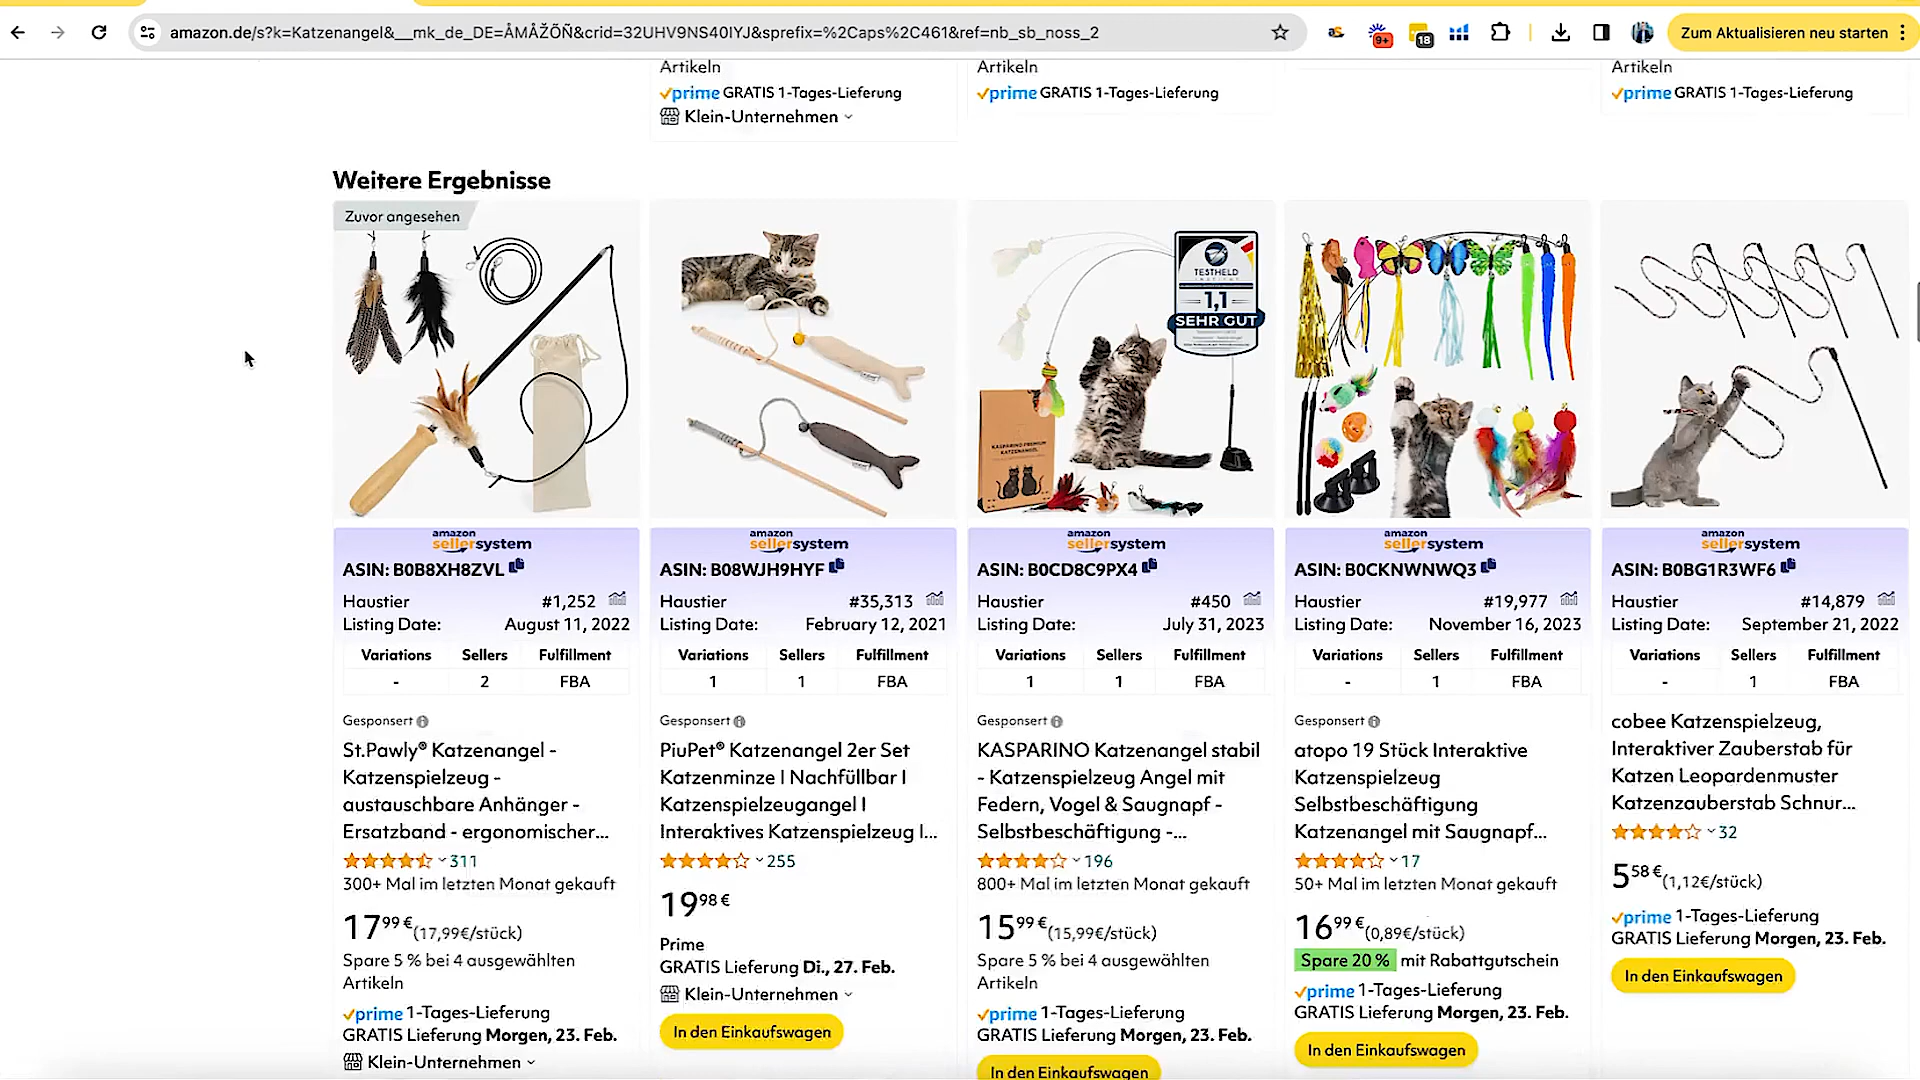 amazon.de/s?k=Katzenangel&__mk_de_DE=ÅMÅŽÕÑ&crid=32UHV9NS40IYJ&sprefix=%2Caps%2C461&ref=nb_sb_noss_2
9+
18
Zum Aktualisieren neu starten
Artikeln
prime GRATIS 1-Tages-Lieferung
Klein-Unternehmen
Artikeln
prime GRATIS 1-Tages-Lieferung
Artikeln
prime GRATIS 1-Tages-Lieferung
Weitere Ergebnisse
Zuvor angesehen
amazon
sellersystem
ASIN: B0B8XH8ZVL
Haustier #1,252
Listing Date: August 11, 2022
Variations Sellers Fulfillment
- 2 FBA
Gesponsert
St.Pawly® Katzenangel -
Katzenspielzeug -
austauschbare Anhänger -
Ersatzband - ergonomischer...
311
300+ Mal im letzten Monat gekauft
17 99 € (17,99€/stück)
Spare 5 % bei 4 ausgewählten
Artikeln
prime 1-Tages-Lieferung
GRATIS Lieferung Morgen, 23. Feb.
Klein-Unternehmen
amazon
sellersystem
ASIN: B08WJH9HYF
Haustier #35,313
Listing Date: February 12, 2021
Variations Sellers Fulfillment
1 1 FBA
Gesponsert
PiuPet® Katzenangel 2er Set
Katzenminze I Nachfüllbar I
Katzenspielzeugangel I
Interaktives Katzenspielzeug I...
255
19 98 €
Prime
GRATIS Lieferung Di., 27. Feb.
Klein-Unternehmen
In den Einkaufswagen
TESTHELD
1,1
SEHR GUT
KASPARINO PREMIUM
KATZENANGEL
amazon
sellersystem
ASIN: B0CD8C9PX4
Haustier #450
Listing Date: July 31, 2023
Variations Sellers Fulfillment
1 1 FBA
Gesponsert
KASPARINO Katzenangel stabil
- Katzenspielzeug Angel mit
Federn, Vogel & Saugnapf -
Selbstbeschäftigung -...
196
800+ Mal im letzten Monat gekauft
15 99 € (15,99€/stück)
Spare 5 % bei 4 ausgewählten
Artikeln
prime 1-Tages-Lieferung
GRATIS Lieferung Morgen, 23. Feb.
In den Einkaufswagen
amazon
sellersystem
ASIN: B0CKNWNWQ3
Haustier #19,977
Listing Date: November 16, 2023
Variations Sellers Fulfillment
- 1 FBA
Gesponsert
atopo 19 Stück Interaktive
Katzenspielzeug
Selbstbeschäftigung
Katzenangel mit Saugnapf...
17
50+ Mal im letzten Monat gekauft
16 99 € (0,89€/stück)
Spare 20 % mit Rabattgutschein
prime 1-Tages-Lieferung
GRATIS Lieferung Morgen, 23. Feb.
In den Einkaufswagen
amazon
sellersystem
ASIN: B0BG1R3WF6
Haustier #14,879
Listing Date: September 21, 2022
Variations Sellers Fulfillment
- 1 FBA
cobee Katzenspielzeug,
Interaktiver Zauberstab für
Katzen Leopardenmuster
Katzenzauberstab Schnur...
32
5 58 € (1,12€/stück)
prime 1-Tages-Lieferung
GRATIS Lieferung Morgen, 23. Feb.
In den Einkaufswagen